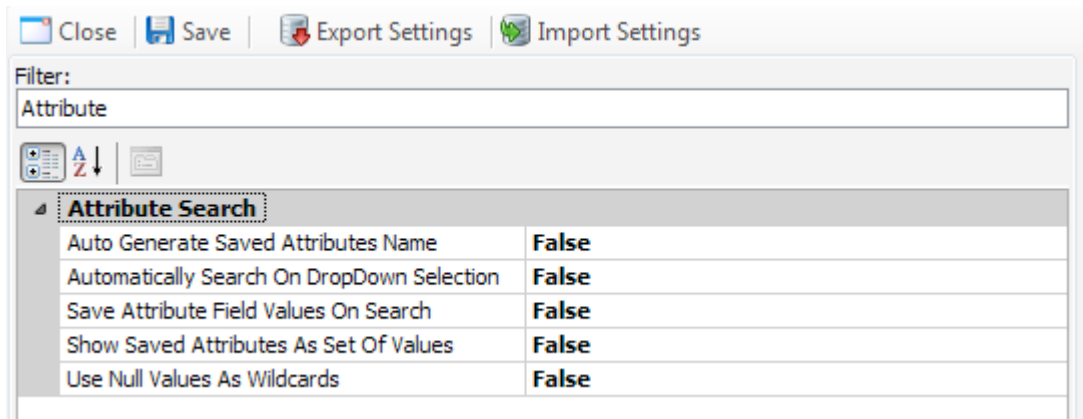 Close Save Export Settings Import Settings
Filter:
Attribute
A
Z
Attribute Search
Auto Generate Saved Attributes Name False
Automatically Search On DropDown Selection False
Save Attribute Field Values On Search False
Show Saved Attributes As Set Of Values False
Use Null Values As Wildcards False